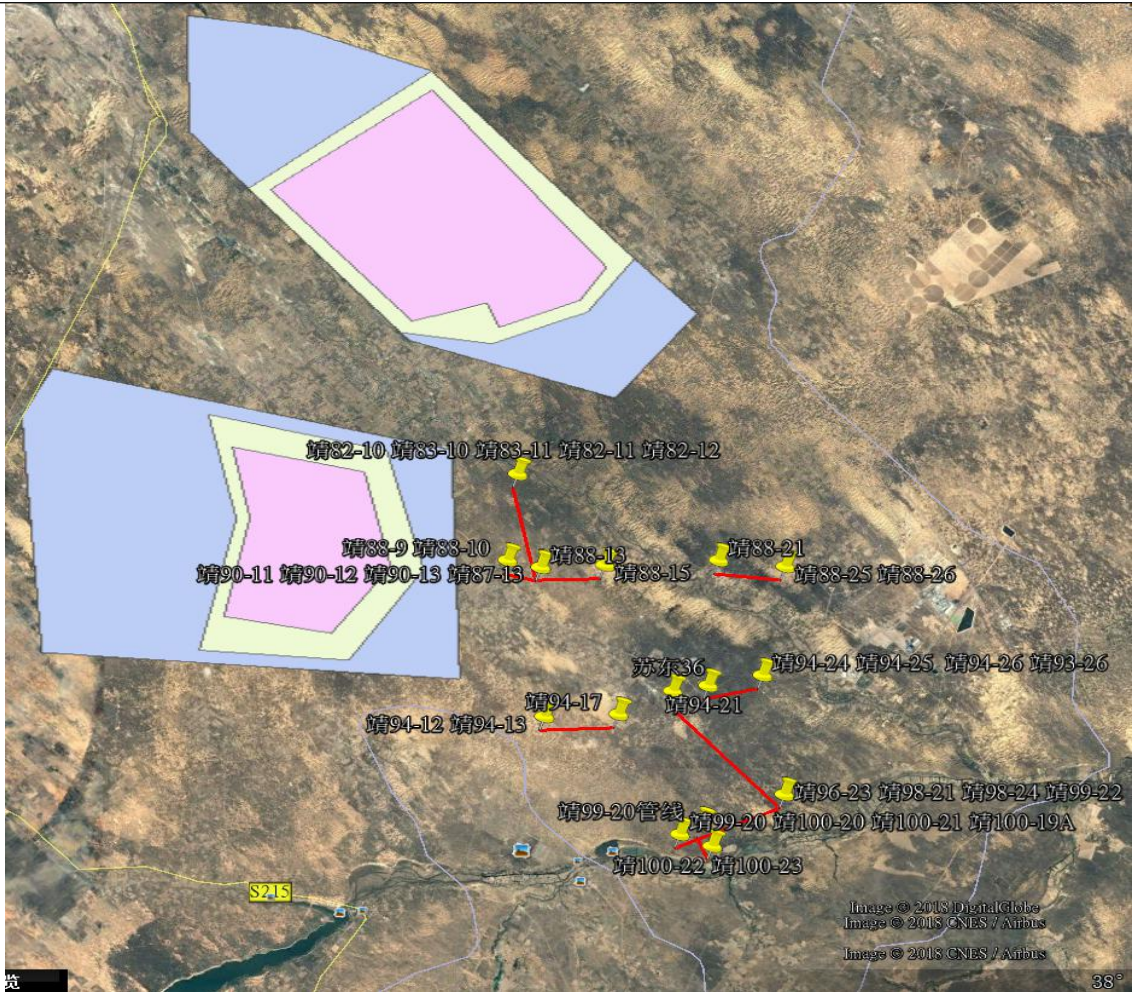 靖82-10 靖83-10 靖83-11 靖82-11 靖82-12
靖88-9 靖88-10
靖88-13
靖88-21
靖90-11 靖90-12 靖90-13 靖87-13
靖88-15
靖88-25 靖88-26
苏东36
靖94-24 靖94-25 靖94-26 靖93-26
靖94-17
靖94-21
靖94-12 靖94-13
靖96-23 靖98-21 靖98-24 靖99-22
靖99-20管线
靖99-20 靖100-20 靖100-21 靖100-19A
靖100-22 靖100-23
S215
Image © 2018 DigitalGlobe
Image © 2018 CNES / Airbus
Image © 2018 CNES / Airbus
览
38°